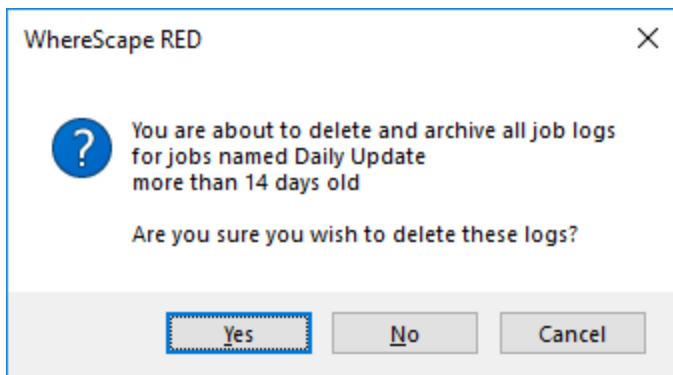 WhereScape RED
You are about to delete and archive all job logs
for jobs named Daily Update
more than 14 days old
Are you sure you wish to delete these logs?
Yes No Cancel